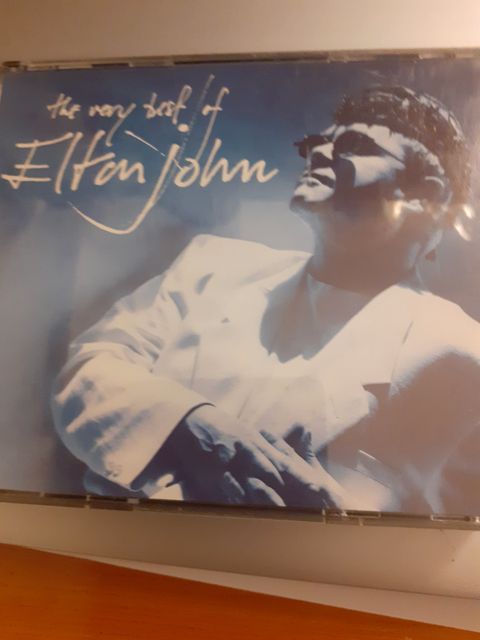 the very best of
Elton John